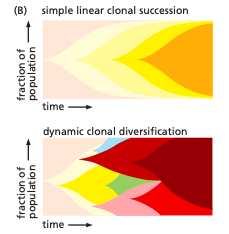 (B) simple linear clonal succession
fraction of
population
time
dynamic clonal diversification
fraction of
population
time